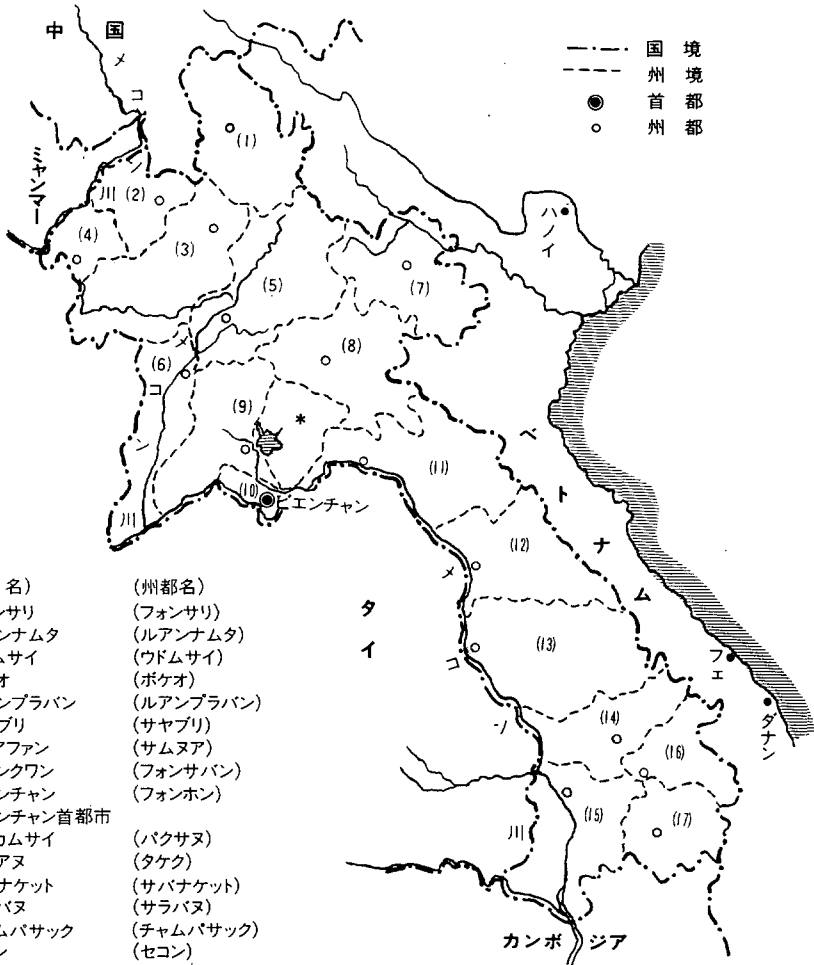 中国
メコン川
ミャンマー
国境
州境
首都
州都
ハノイ
(1)
(2)
(3)
(4)
(5)
(6)
(7)
(8)
(9)
*
(10)
(11)
(12)
(13)
(14)
(15)
(16)
(17)
メコン川
ビエンチャン
ベトナム
タイ
メコン川
フエ
ダナン
カンボジア
名) (州都名)
ンサリ (フォンサリ)
ンナムタ (ルアンナムタ)
ムサイ (ウドムサイ)
オ (ボケオ)
ンプラバン (ルアンプラバン)
ブリ (サヤブリ)
アファン (サムヌア)
ンクワン (フォンサバン)
ンチャン (フォンホン)
ンチャン首都市
カムサイ (パクサヌ)
アヌ (タケク)
ナケット (サバナケット)
バヌ (サラバヌ)
ムパサック (チャムパサック)
ン (セコン)